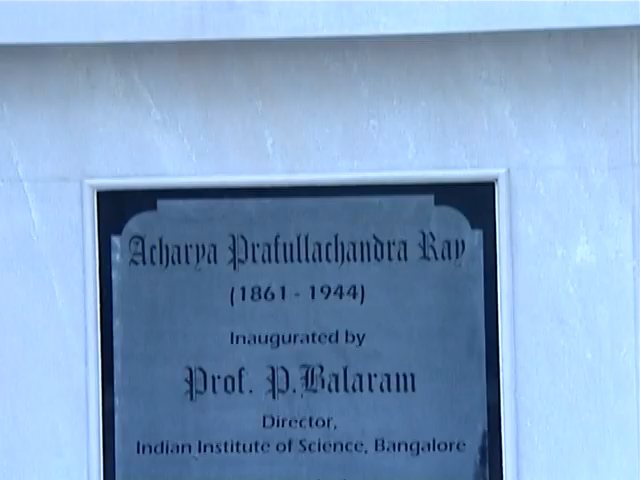 Acharya Prafullachandra Ray
(1861 - 1944)
Inaugurated by
Prof. P. Balaram
Director,
Indian Institute of Science, Bangalore